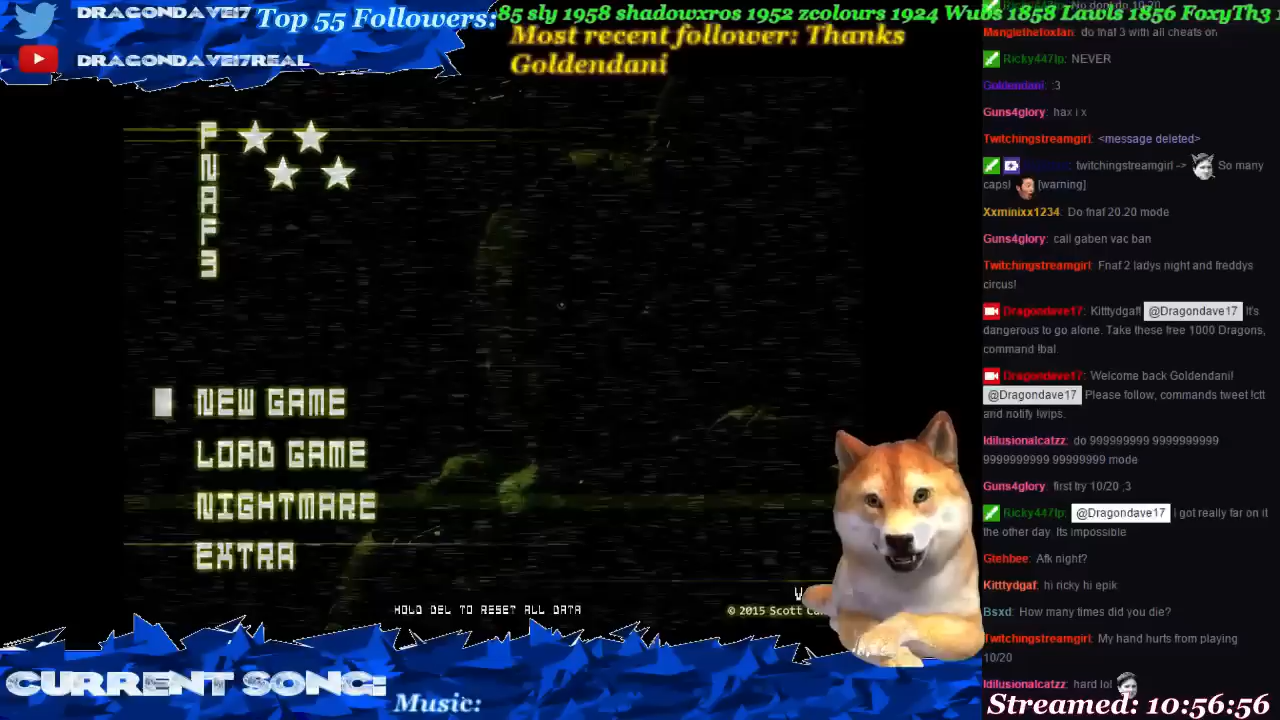 DRAGONDAVE17
Top 55 Followers:
85 sly 1958 shadowxros 1952 zcolours 1924 Wubs 1858 Lawls 1856 FoxyTh3
Most recent follower: Thanks
Goldendani
DRAGONDAVE17REAL
FNAF3
NEW GAME
LOAD GAME
NIGHTMARE
EXTRA
HOLD DEL TO RESET ALL DATA
© 2015 Scott
CURRENT SONG:
Music:
Manglethefoxfan: do fnaf 3 with all cheats on
Ricky447lp: NEVER
Goldendani: :3
Guns4glory: hax i x
Twitchingstreamgirl: <message deleted>
twitchingstreamgirl -> So many
caps! [warning]
Xxminixx1234: Do fnaf 20.20 mode
Guns4glory: call gaben vac ban
Twitchingstreamgirl: Fnaf 2 ladys night and freddys
circus!
Dragondave17: Kitttydgaf! @Dragondave17 It's
dangerous to go alone. Take these free 1000 Dragons,
command !bal.
Dragondave17: Welcome back Goldendani!
@Dragondave17 Please follow, commands tweet !ctt
and notify !wips.
Idilusionalcatzz: do 999999999 9999999999
9999999999 99999999 mode
Guns4glory: first try 10/20 ;3
Ricky447lp: @Dragondave17 I got really far on it
the other day. Its impossible
Gtehbee: Afk night?
Kitttydgaf: hi ricky hi epik
Bsxd: How many times did you die?
Twitchingstreamgirl: My hand hurts from playing
10/20
Idilusionalcatzz: hard lol
Streamed: 10:56:56